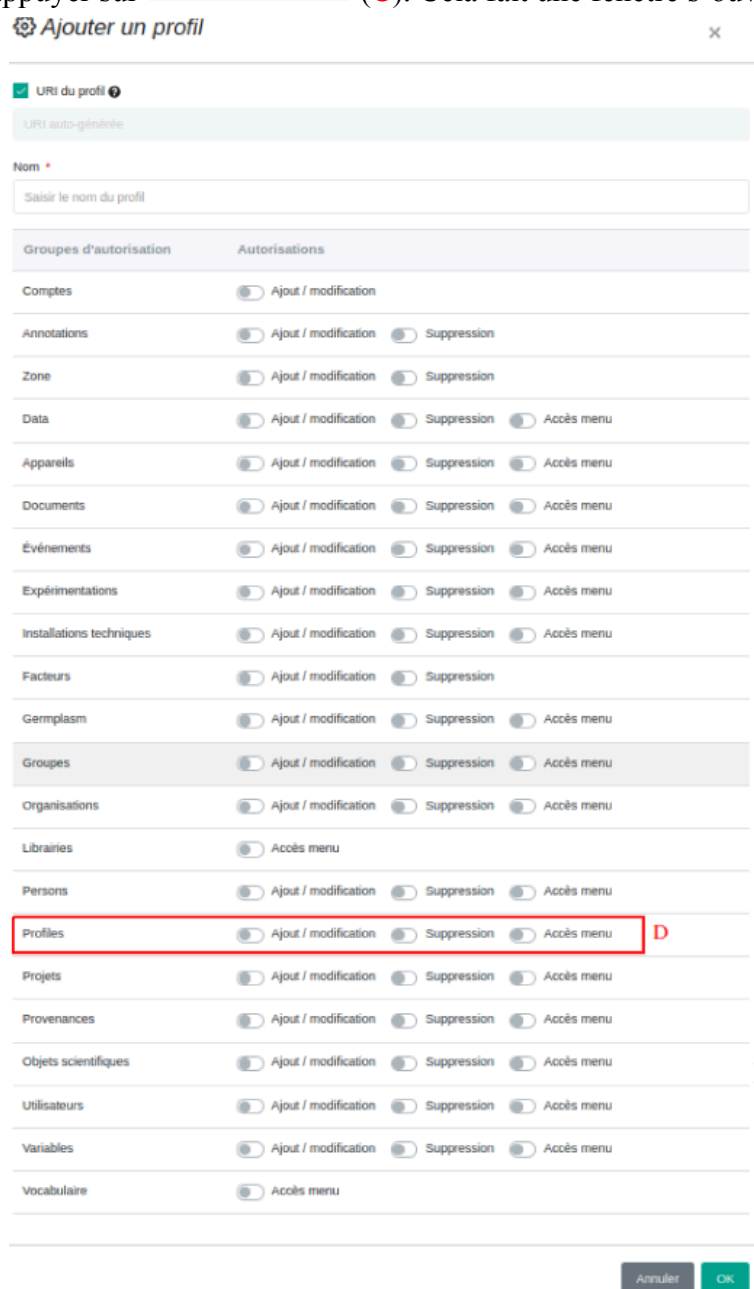 appuyer sur (C). Cela fait une fenêtre s'ouv
Ajouter un profil ×
URI du profil ?
URI auto-générée
Nom *
Saisir le nom du profil
Groupes d'autorisation Autorisations
Comptes Ajout / modification
Annotations Ajout / modification Suppression
Zone Ajout / modification Suppression
Data Ajout / modification Suppression Accès menu
Appareils Ajout / modification Suppression Accès menu
Documents Ajout / modification Suppression Accès menu
Événements Ajout / modification Suppression Accès menu
Expérimentations Ajout / modification Suppression Accès menu
Installations techniques Ajout / modification Suppression Accès menu
Facteurs Ajout / modification Suppression
Germplasm Ajout / modification Suppression Accès menu
Groupes Ajout / modification Suppression Accès menu
Organisations Ajout / modification Suppression Accès menu
Librairies Accès menu
Persons Ajout / modification Suppression Accès menu
Profiles Ajout / modification Suppression Accès menu D
Projets Ajout / modification Suppression Accès menu
Provenances Ajout / modification Suppression Accès menu
Objets scientifiques Ajout / modification Suppression Accès menu
Utilisateurs Ajout / modification Suppression Accès menu
Variables Ajout / modification Suppression Accès menu
Vocabulaire Accès menu
Annuler OK